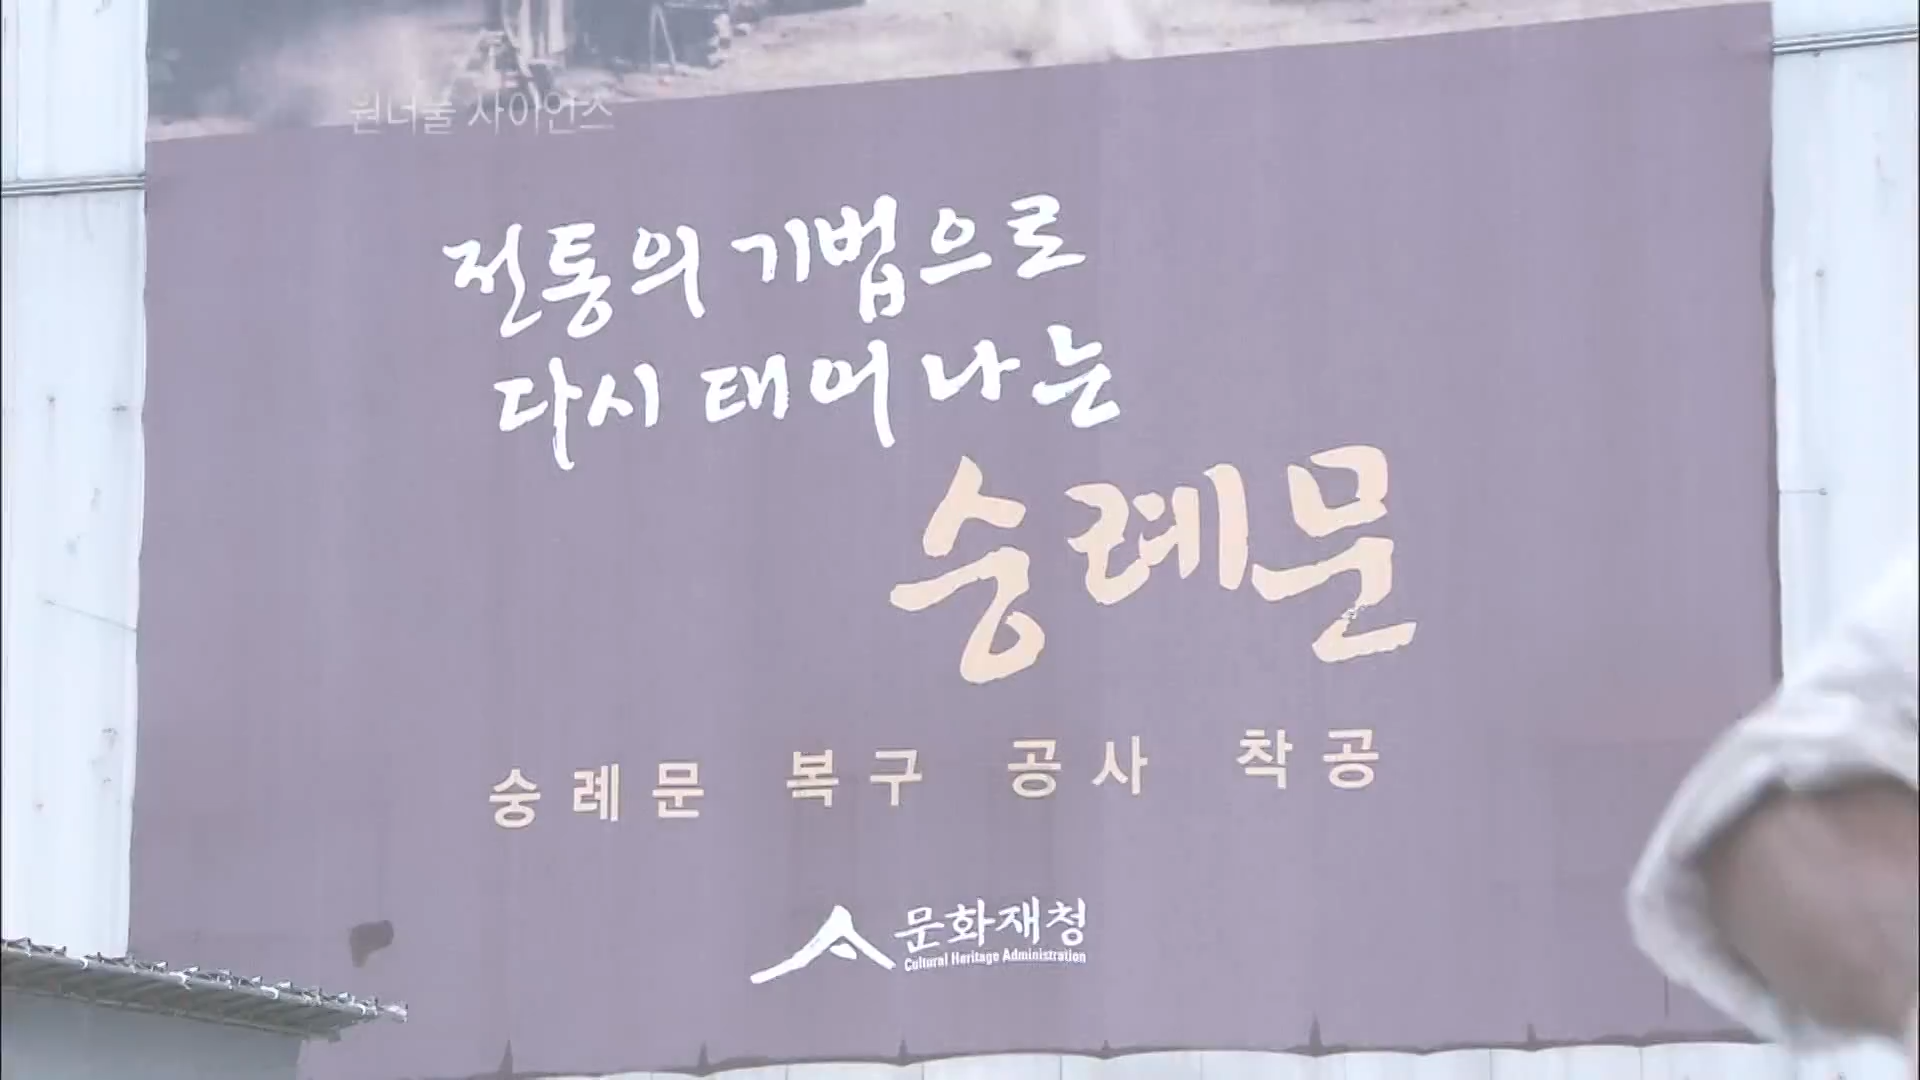 원더풀 사이언스
전통의 기법으로
다시 태어나는
숭례문
숭례문 복구 공사 착공
문화재청
Cultural Heritage Administration